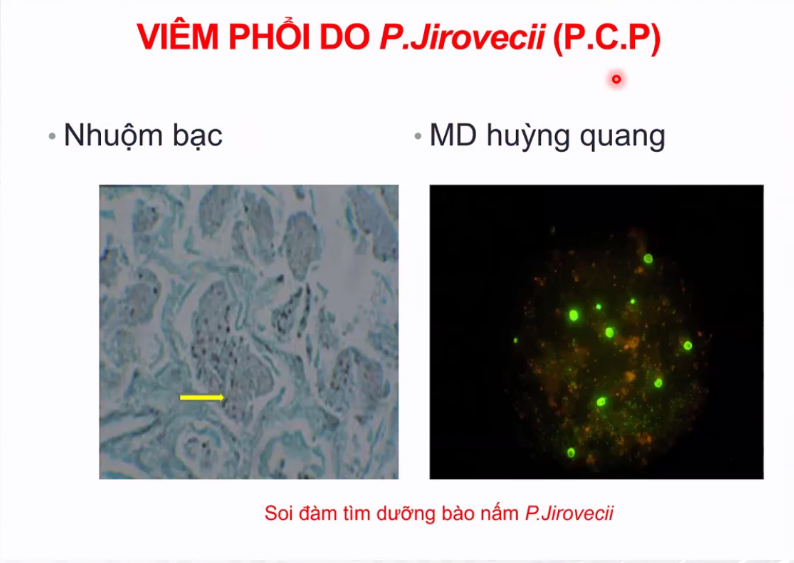 VIÊM PHỔI DO P.Jirovecii (P.C.P)
• Nhuộm bạc
• MD huỳng quang
Soi đàm tìm dưỡng bào nấm P.Jirovecii